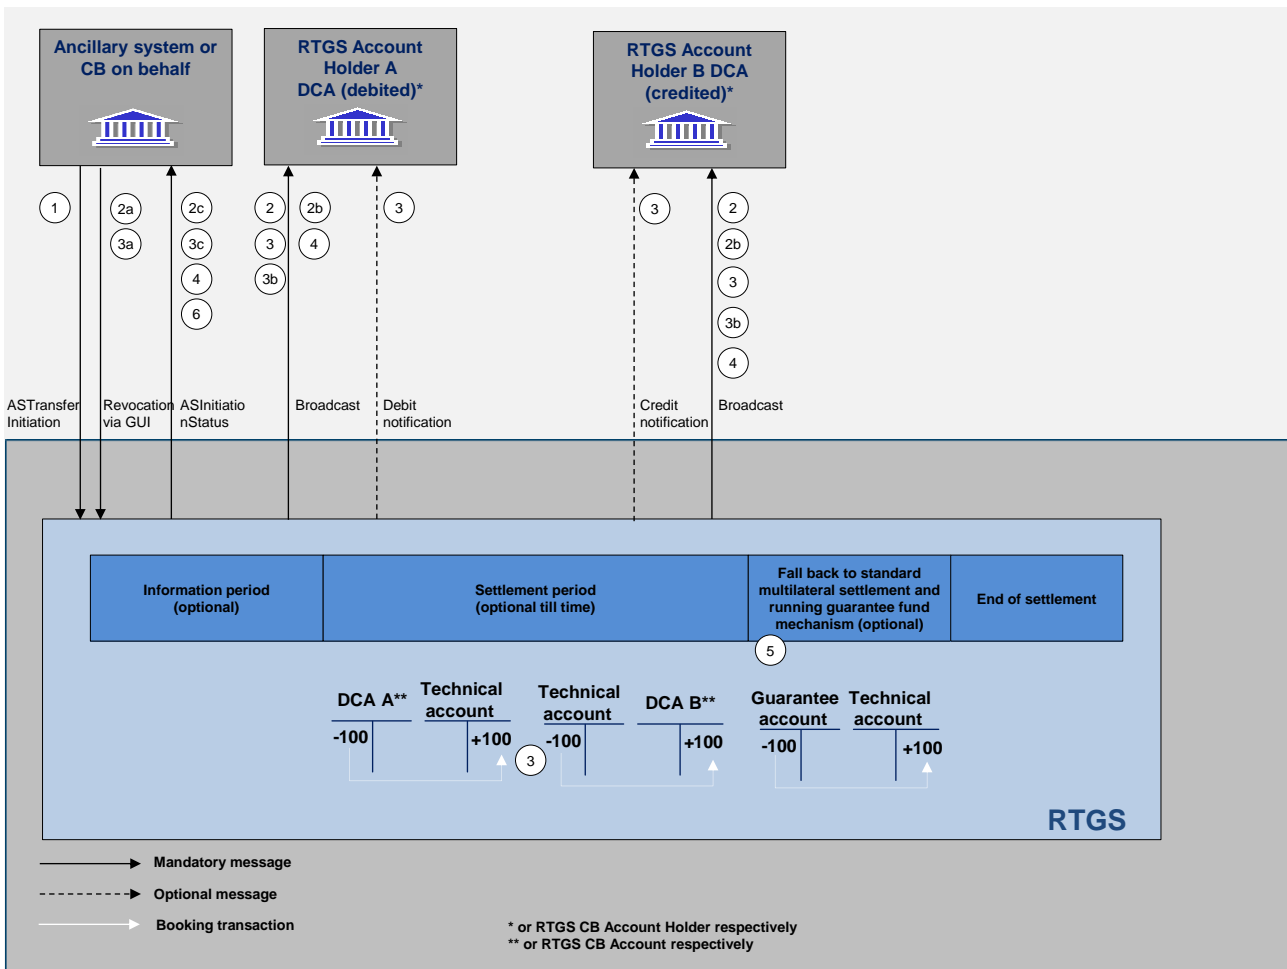 Ancillary system or
CB on behalf
RTGS Account
Holder A
DCA (debited)*
RTGS Account
Holder B DCA
(credited)*
1
2a
3a
2c
3c
4
6
2
3
3b
2b
4
3
3
2
2b
3
3b
4
ASTransfer
Initiation
Revocation
via GUI
ASInitiatio
nStatus
Broadcast
Debit
notification
Credit
notification
Broadcast
Information period
(optional)
Settlement period
(optional till time)
Fall back to standard
multilateral settlement and
running guarantee fund
mechanism (optional)
End of settlement
5
DCA A**
Technical
account
Technical
account
DCA B**
Guarantee
account
Technical
account
-100
+100
3
-100
+100
-100
+100
RTGS
Mandatory message
Optional message
Booking transaction
* or RTGS CB Account Holder respectively
** or RTGS CB Account respectively